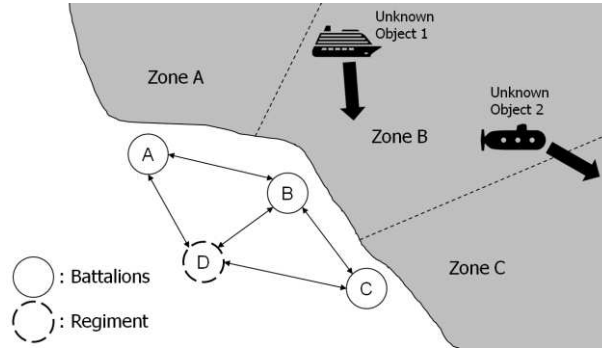 Unknown
Object 1
Zone A
Unknown
Object 2
Zone B
A
B
Zone C
D
C
: Battalions
: Regiment